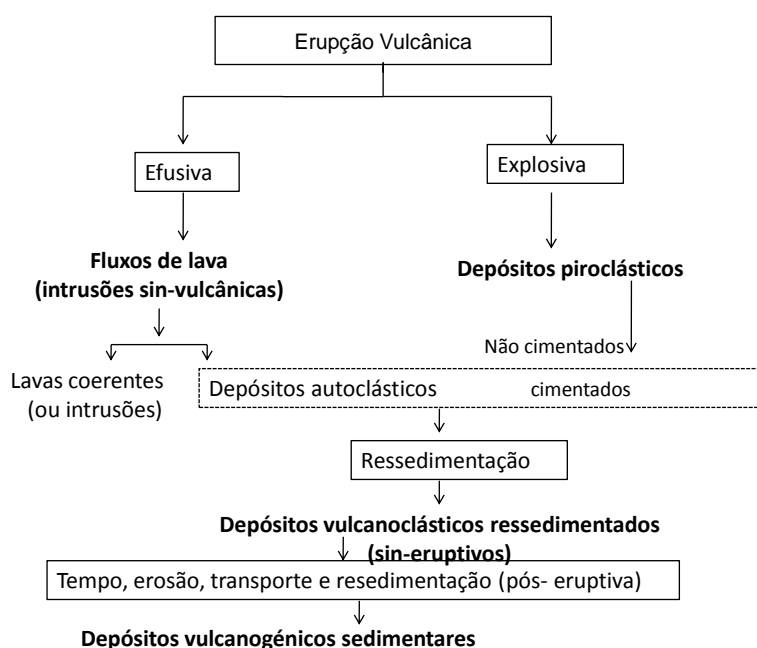 Erupção Vulcânica
Efusiva
Explosiva
Fluxos de lava
(intrusões sin-vulcânicas)
Depósitos piroclásticos
Não cimentados
Lavas coerentes
(ou intrusões)
Depósitos autoclásticos
cimentados
Ressedimentação
Depósitos vulcanoclásticos ressedimentados
(sin-eruptivos)
Tempo, erosão, transporte e resedimentação (pós- eruptiva)
Depósitos vulcanogénicos sedimentares